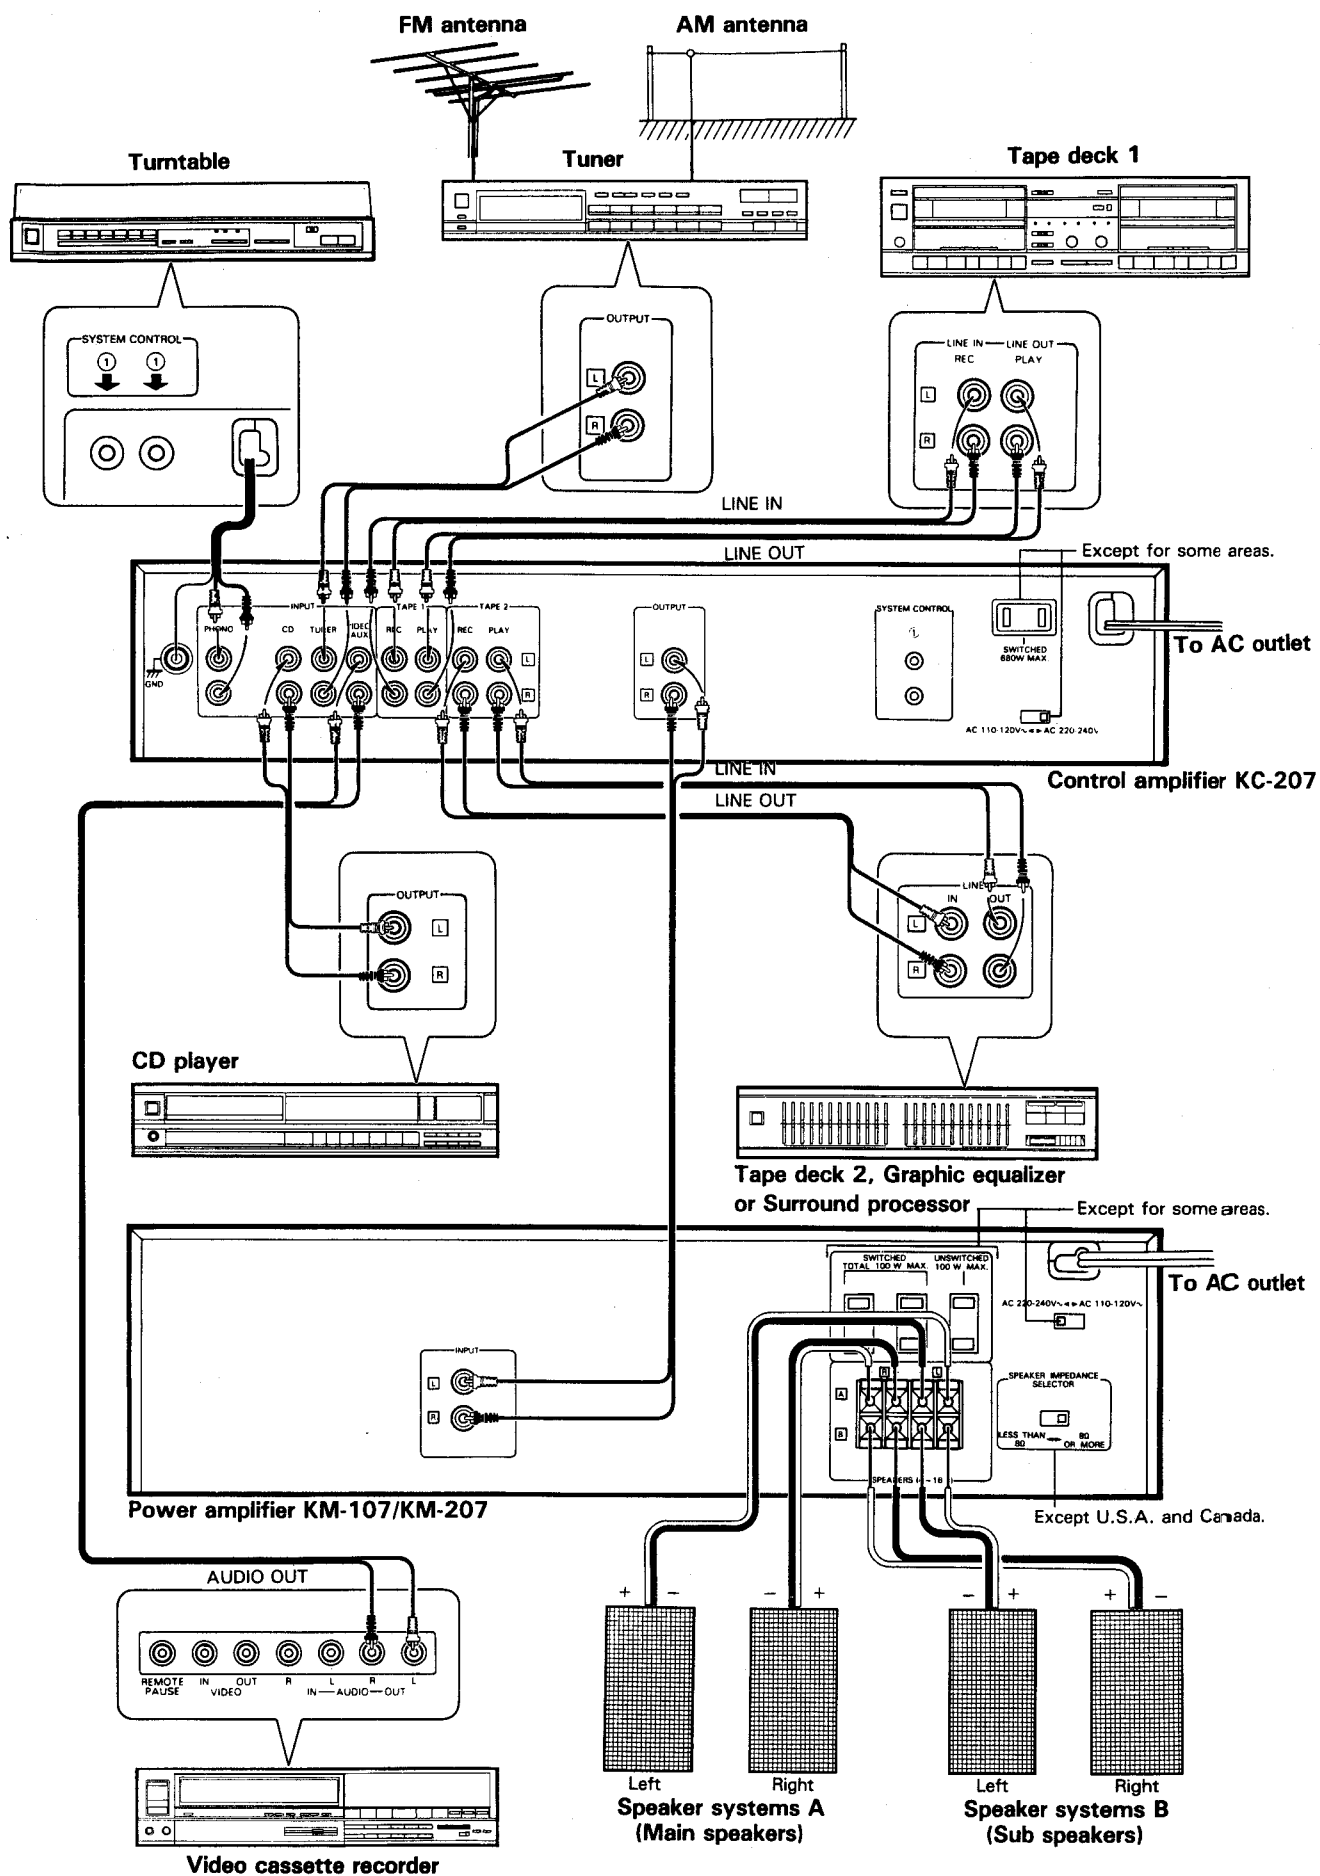 FM antenna
AM antenna
Turntable
Tuner
Tape deck 1
SYSTEM CONTROL
1 1
OUTPUT
L
R
LINE IN LINE OUT
REC PLAY
L
R
LINE IN
LINE OUT
Except for some areas.
INPUT TAPE 1 TAPE 2
PHONO CD TUNER VIDEO AUX REC PLAY REC PLAY
GND
L
R
OUTPUT
L
R
SYSTEM CONTROL
SWITCHED
680W MAX.
AC 110-120V~ AC 220-240V
To AC outlet
Control amplifier KC-207
LINE IN
LINE OUT
OUTPUT
L
R
LINE
IN OUT
L
R
CD player
Tape deck 2, Graphic equalizer
or Surround processor
Except for some areas.
SWITCHED UNSWITCHED
TOTAL 100 W MAX. 100 W MAX.
AC 220-240V~ AC 110-120V~
To AC outlet
INPUT
L
R
R L
A
B
SPEAKER IMPEDANCE
SELECTOR
LESS THAN 8Ω
8Ω OR MORE
SPEAKERS
Power amplifier KM-107/KM-207
Except U.S.A. and Canada.
AUDIO OUT
REMOTE PAUSE
IN OUT
VIDEO
R L R L
IN AUDIO OUT
+ − − + − + + −
Left Right Left Right
Speaker systems A
(Main speakers)
Speaker systems B
(Sub speakers)
Video cassette recorder